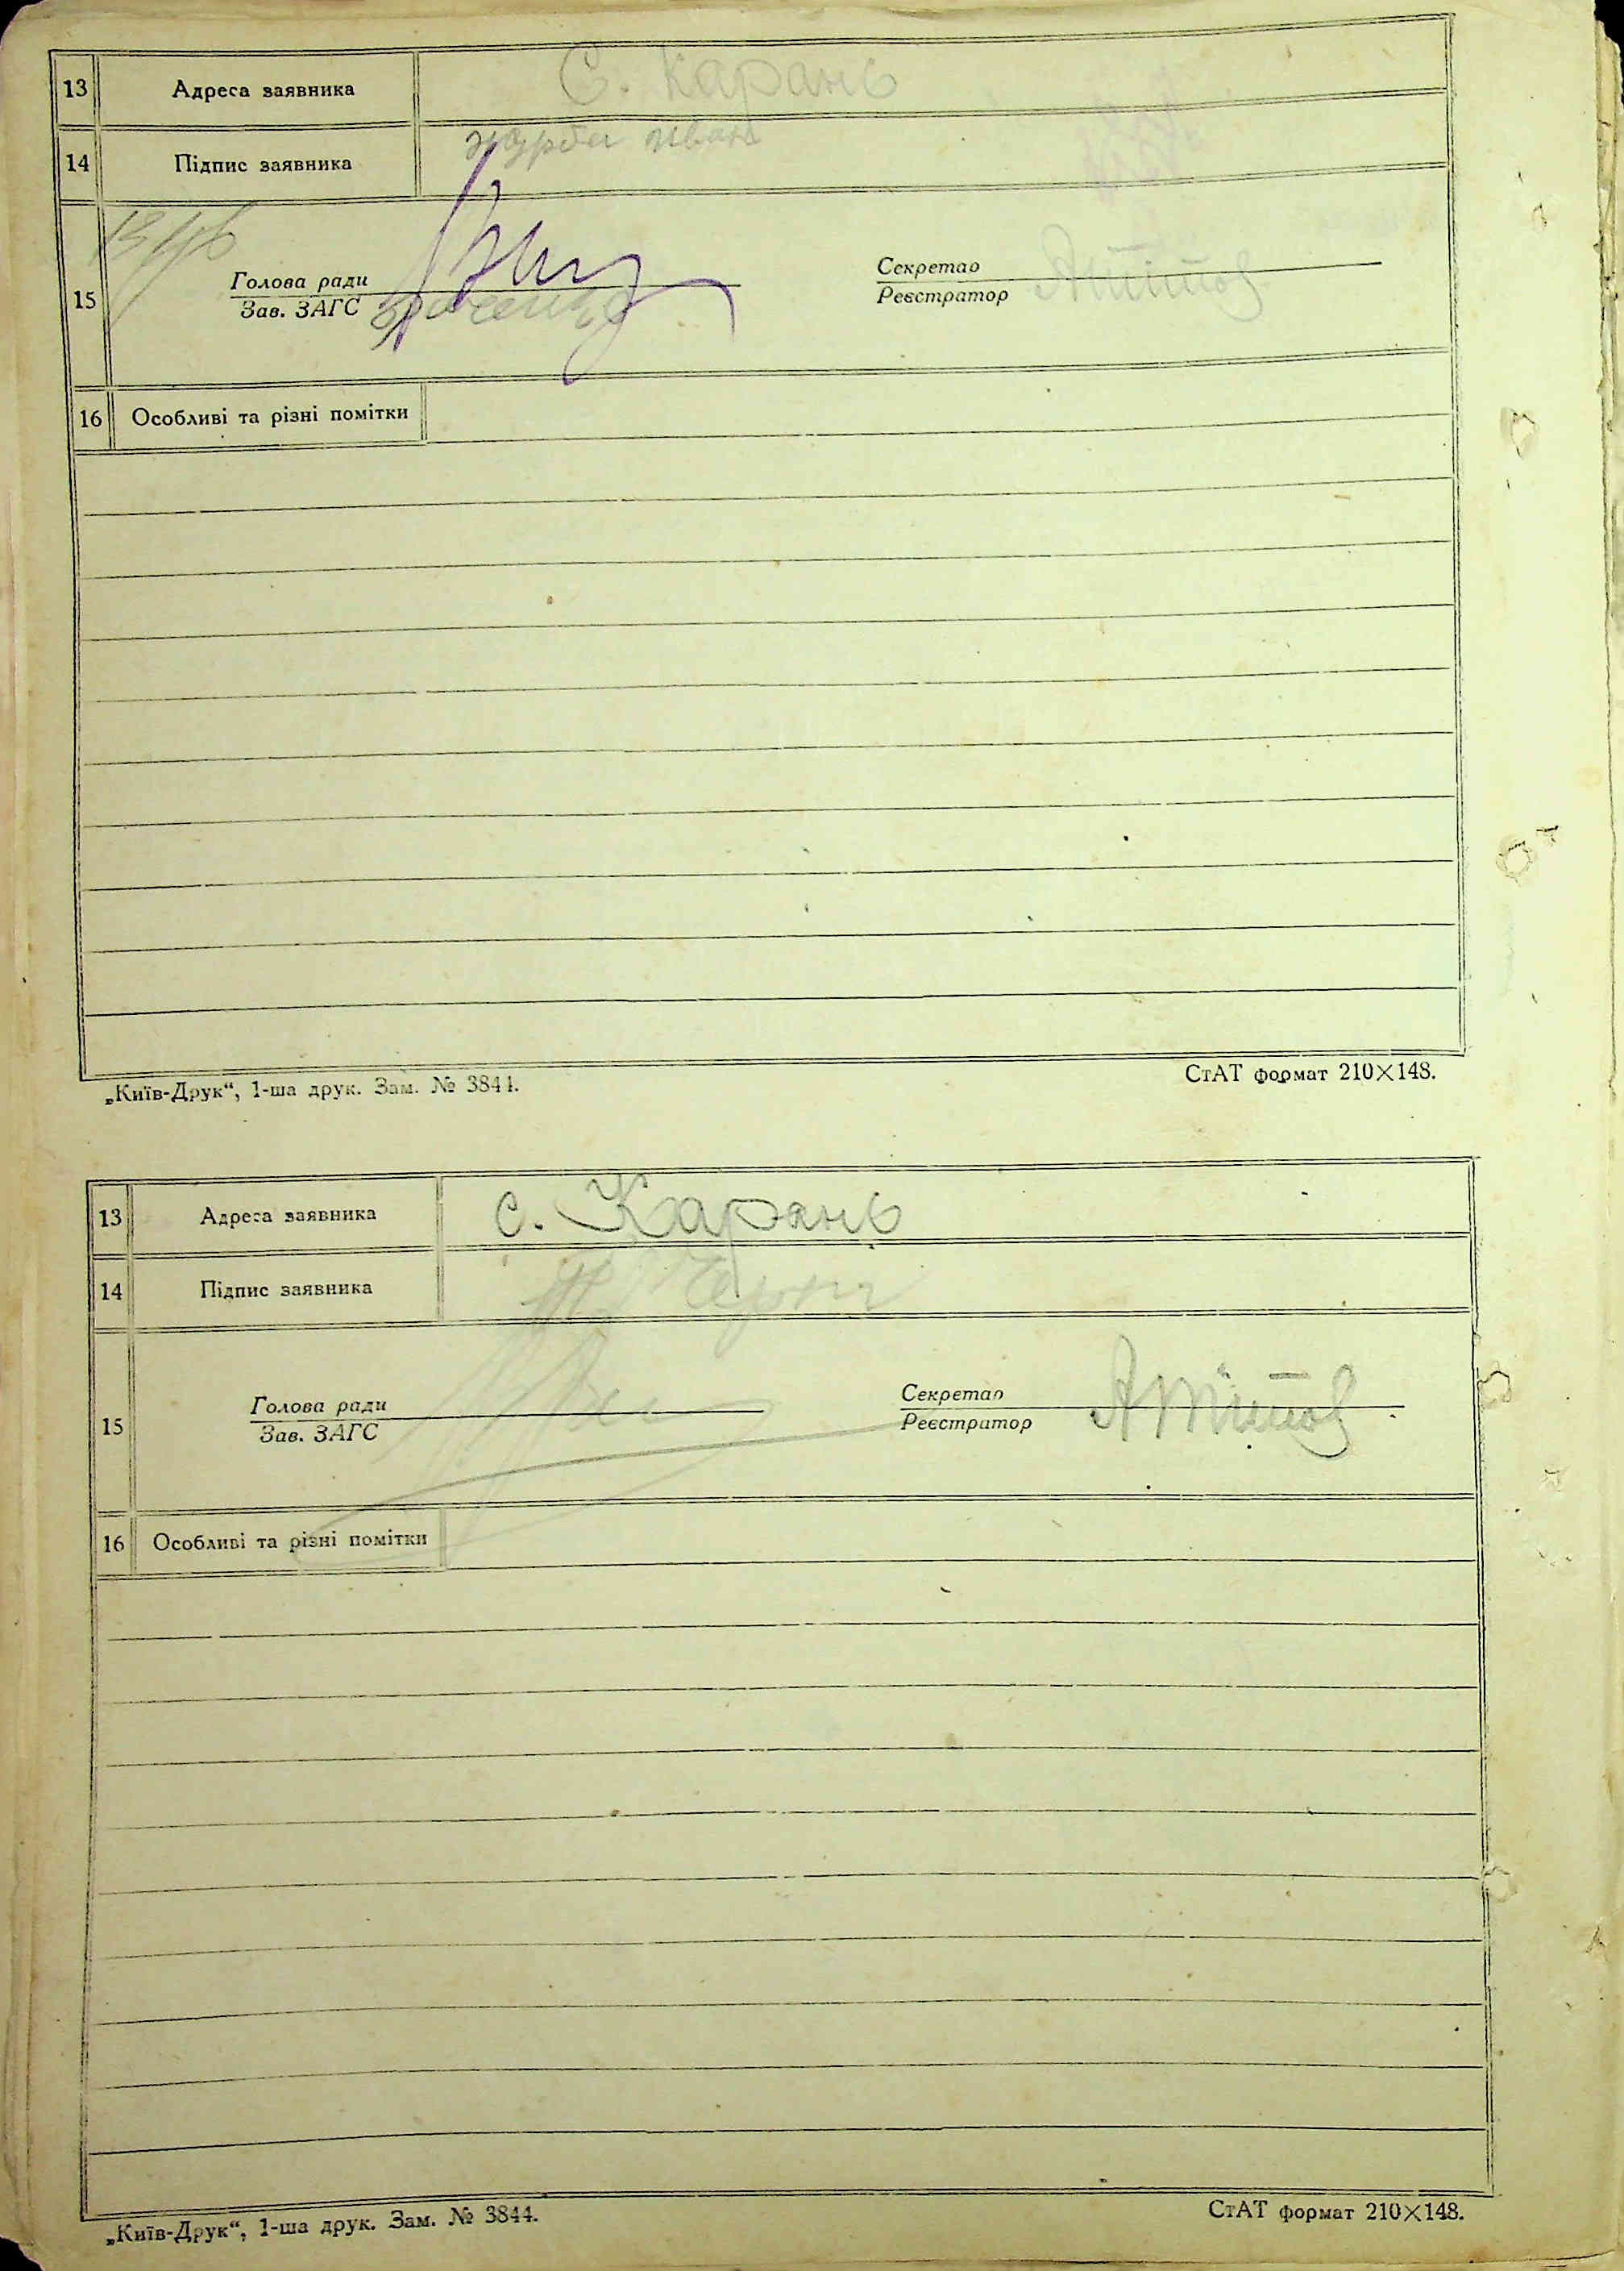 13 Адреса заявника С. Карань
14 Підпис заявника журба иван
15
Голова ради
Зав. ЗАГС
Секретар
Реєстратор
16 Особливі та різні помітки
„Київ-Друк“, 1-ша друк. Зам. № 3844.
СтАТ формат 210×148.
13 Адреса заявника с. Карань
14 Підпис заявника
15
Голова ради
Зав. ЗАГС
Секретар
Реєстратор
16 Особливі та різні помітки
„Київ-Друк“, 1-ша друк. Зам. № 3844.
СтАТ формат 210×148.